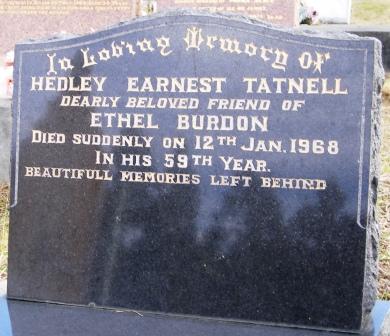 In Loving Memory Of
HEDLEY EARNEST TATNELL
DEARLY BELOVED FRIEND OF
ETHEL BURDON
DIED SUDDENLY ON 12TH JAN. 1968
IN HIS 59TH YEAR.
BEAUTIFULL MEMORIES LEFT BEHIND